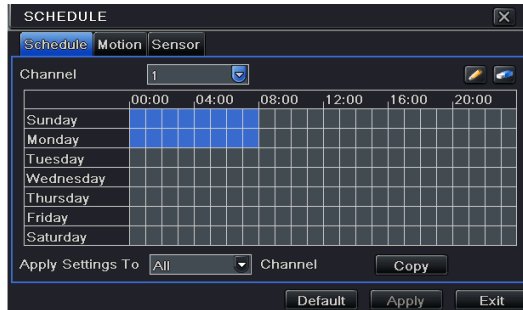 SCHEDULE
Schedule Motion Sensor
Channel 1
00:00 04:00 08:00 12:00 16:00 20:00
Sunday
Monday
Tuesday
Wednesday
Thursday
Friday
Saturday
Apply Settings To All Channel Copy
Default Apply Exit